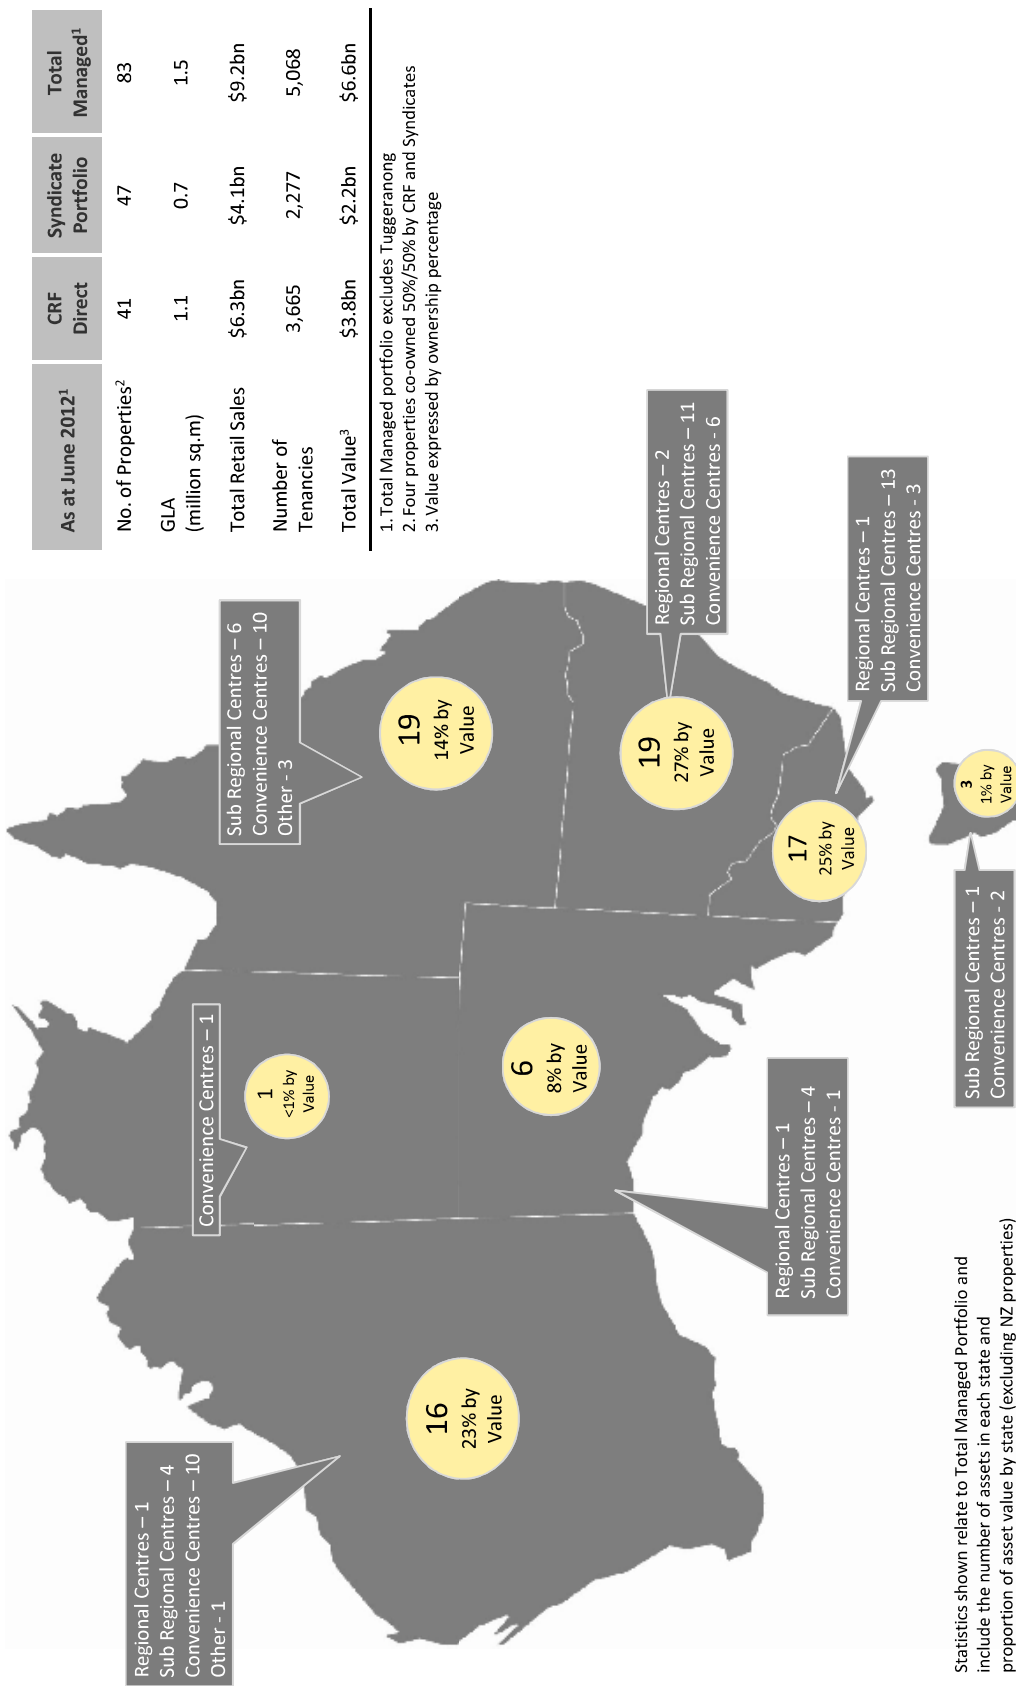 As at June 2012¹ CRF Direct Syndicate Portfolio Total Managed¹
No. of Properties² 41 47 83
GLA (million sq.m) 1.1 0.7 1.5
Total Retail Sales $6.3bn $4.1bn $9.2bn
Number of Tenancies 3,665 2,277 5,068
Total Value³ $3.8bn $2.2bn $6.6bn
1. Total Managed portfolio excludes Tuggeranong
2. Four properties co-owned 50%/50% by CRF and Syndicates
3. Value expressed by ownership percentage
Regional Centres – 1
Sub Regional Centres – 4
Convenience Centres – 10
Other - 1
16
23% by
Value
Convenience Centres – 1
1
<1% by
Value
Sub Regional Centres – 6
Convenience Centres – 10
Other - 3
19
14% by
Value
Regional Centres – 1
Sub Regional Centres – 4
Convenience Centres - 1
6
8% by
Value
Regional Centres – 2
Sub Regional Centres – 11
Convenience Centres - 6
19
27% by
Value
Regional Centres – 1
Sub Regional Centres – 13
Convenience Centres - 3
17
25% by
Value
Sub Regional Centres – 1
Convenience Centres - 2
3
1% by
Value
Statistics shown relate to Total Managed Portfolio and
include the number of assets in each state and
proportion of asset value by state (excluding NZ properties)